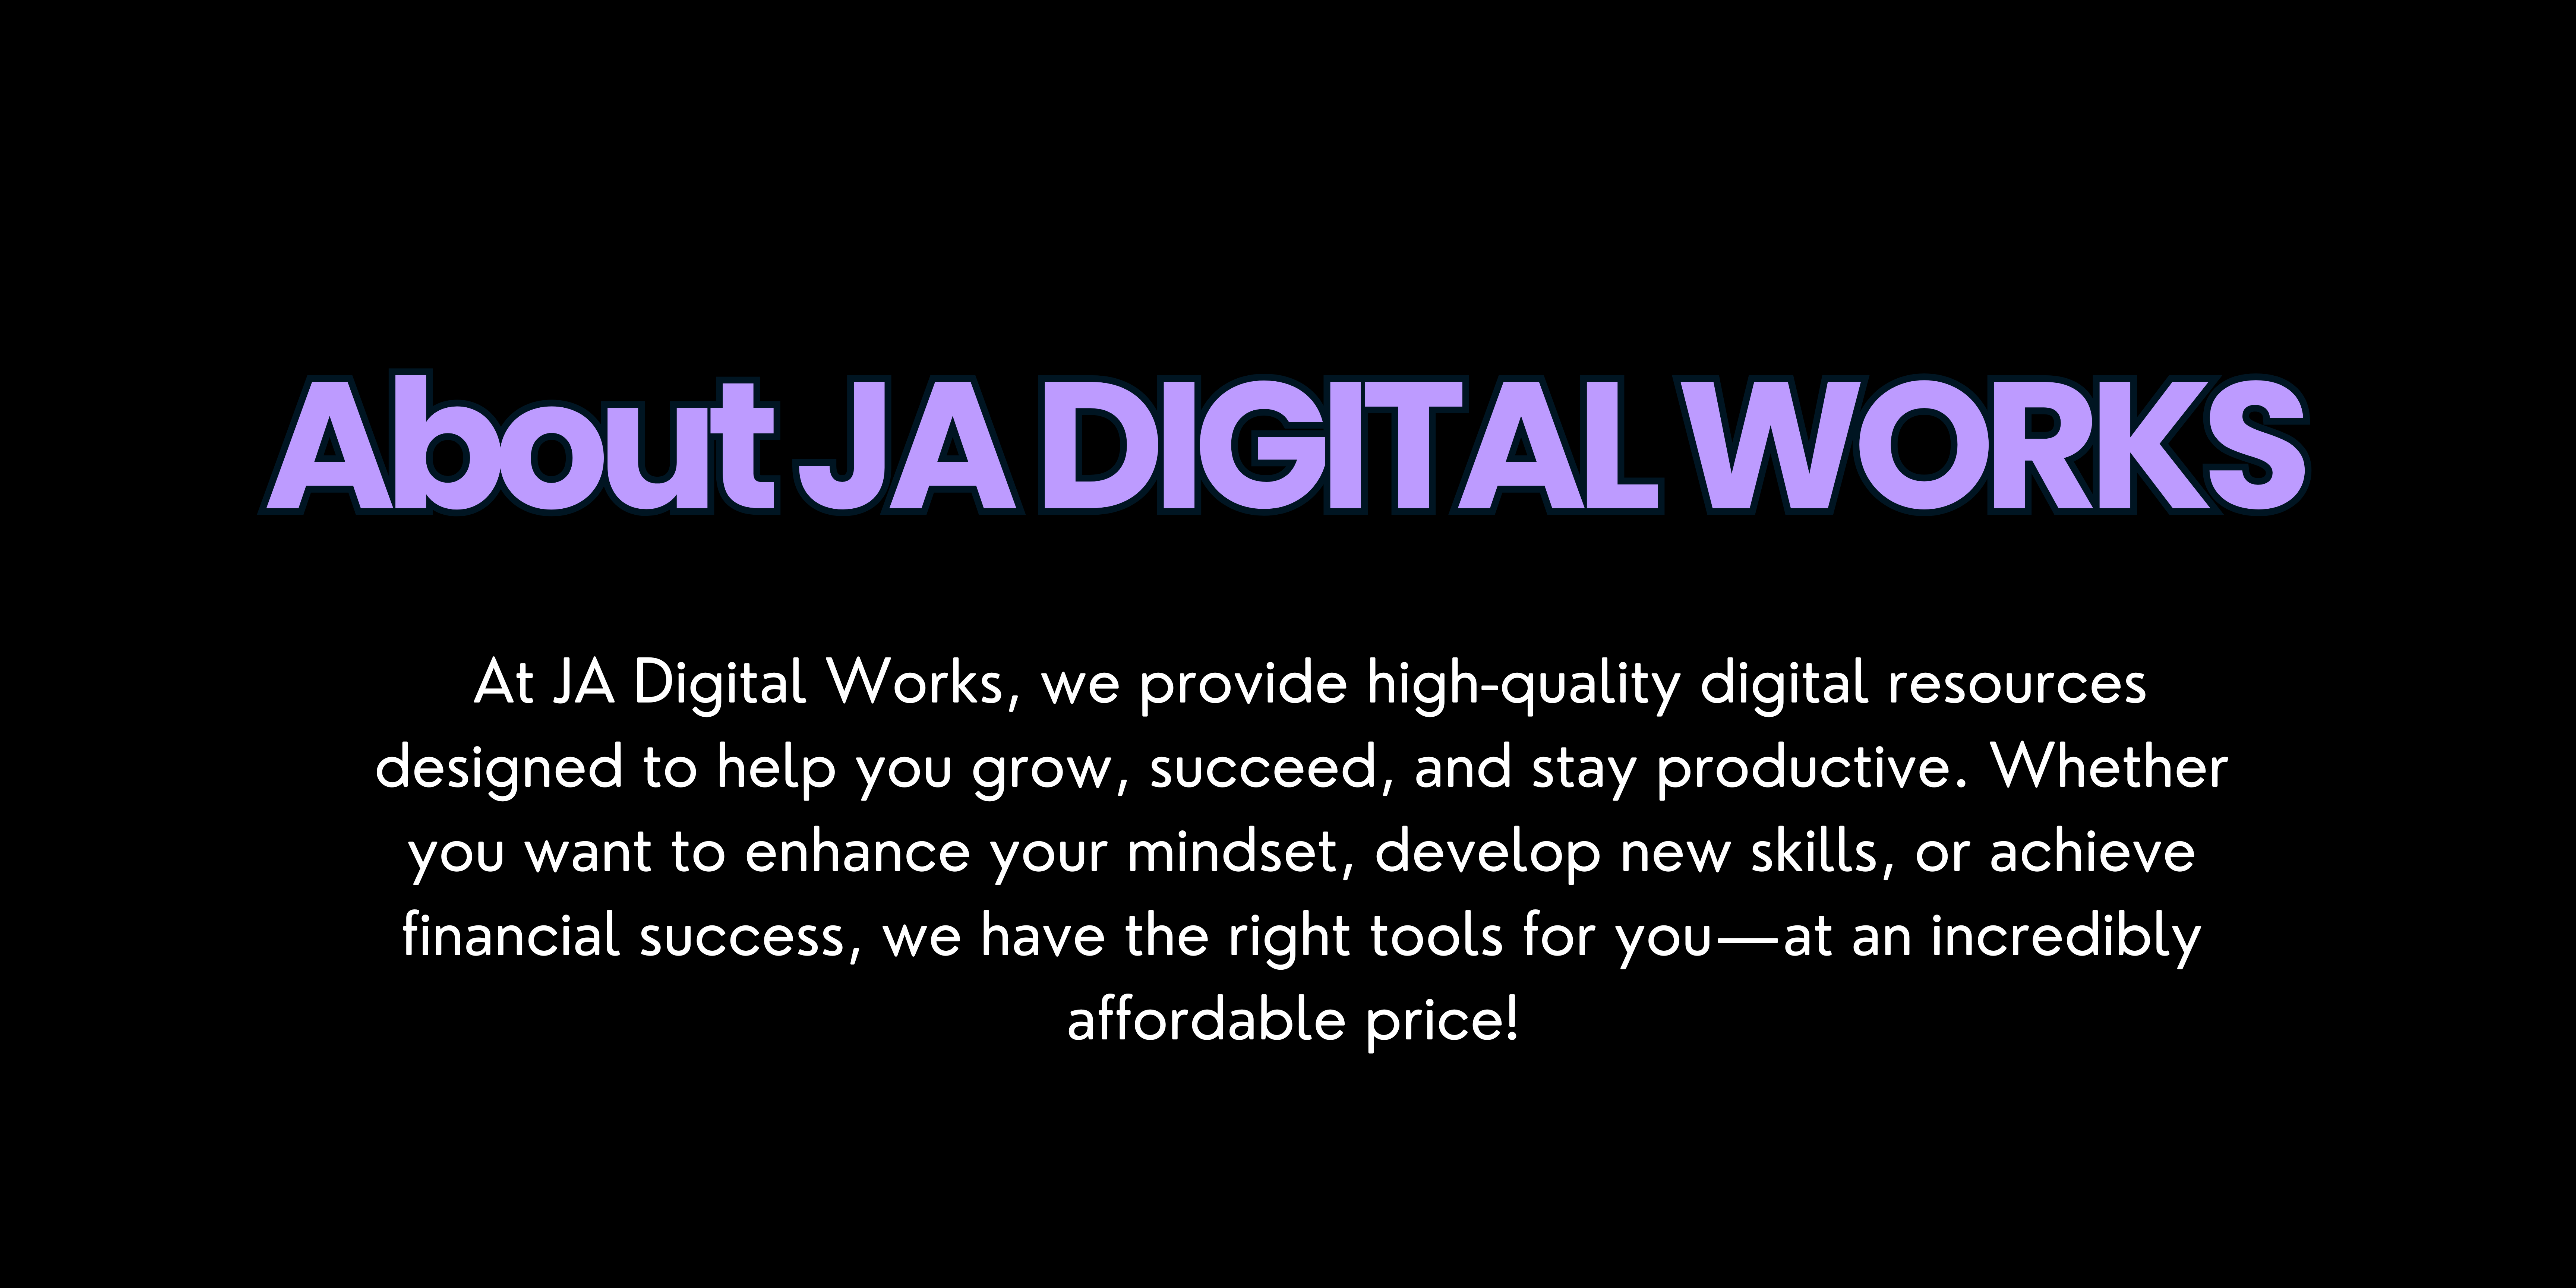 About JA DIGITAL WORKS
At JA Digital Works, we provide high-quality digital resources
designed to help you grow, succeed, and stay productive. Whether
you want to enhance your mindset, develop new skills, or achieve
financial success, we have the right tools for you—at an incredibly
affordable price!